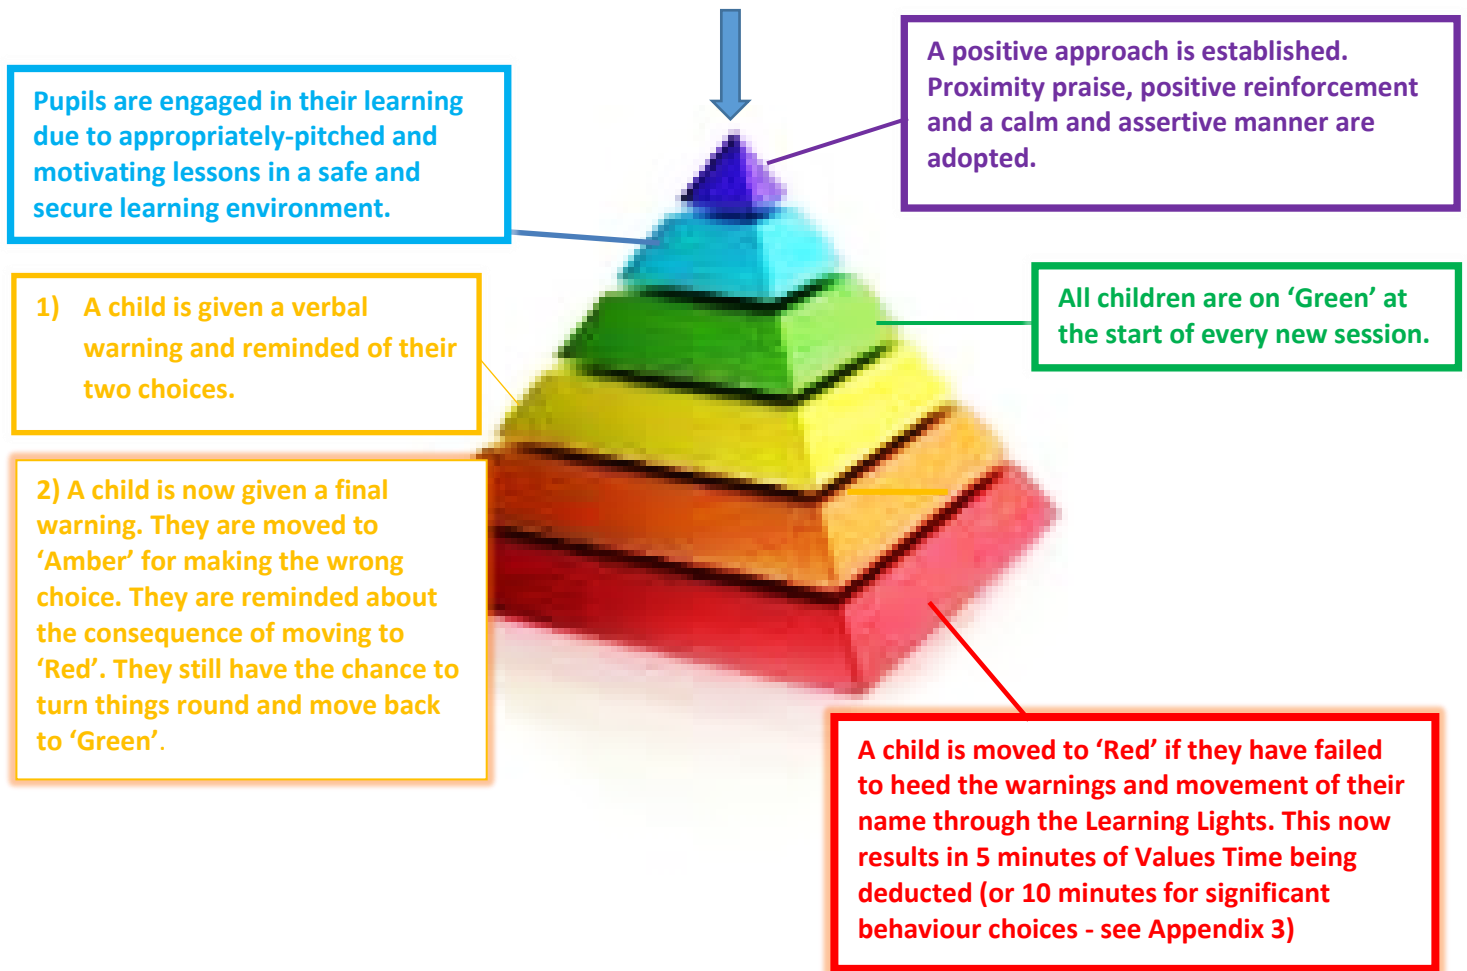 A positive approach is established.
Proximity praise, positive reinforcement
and a calm and assertive manner are
adopted.
Pupils are engaged in their learning
due to appropriately-pitched and
motivating lessons in a safe and
secure learning environment.
All children are on ‘Green’ at
the start of every new session.
1) A child is given a verbal
warning and reminded of their
two choices.
2) A child is now given a final
warning. They are moved to
‘Amber’ for making the wrong
choice. They are reminded about
the consequence of moving to
‘Red’. They still have the chance to
turn things round and move back
to ‘Green’.
A child is moved to ‘Red’ if they have failed
to heed the warnings and movement of their
name through the Learning Lights. This now
results in 5 minutes of Values Time being
deducted (or 10 minutes for significant
behaviour choices - see Appendix 3)